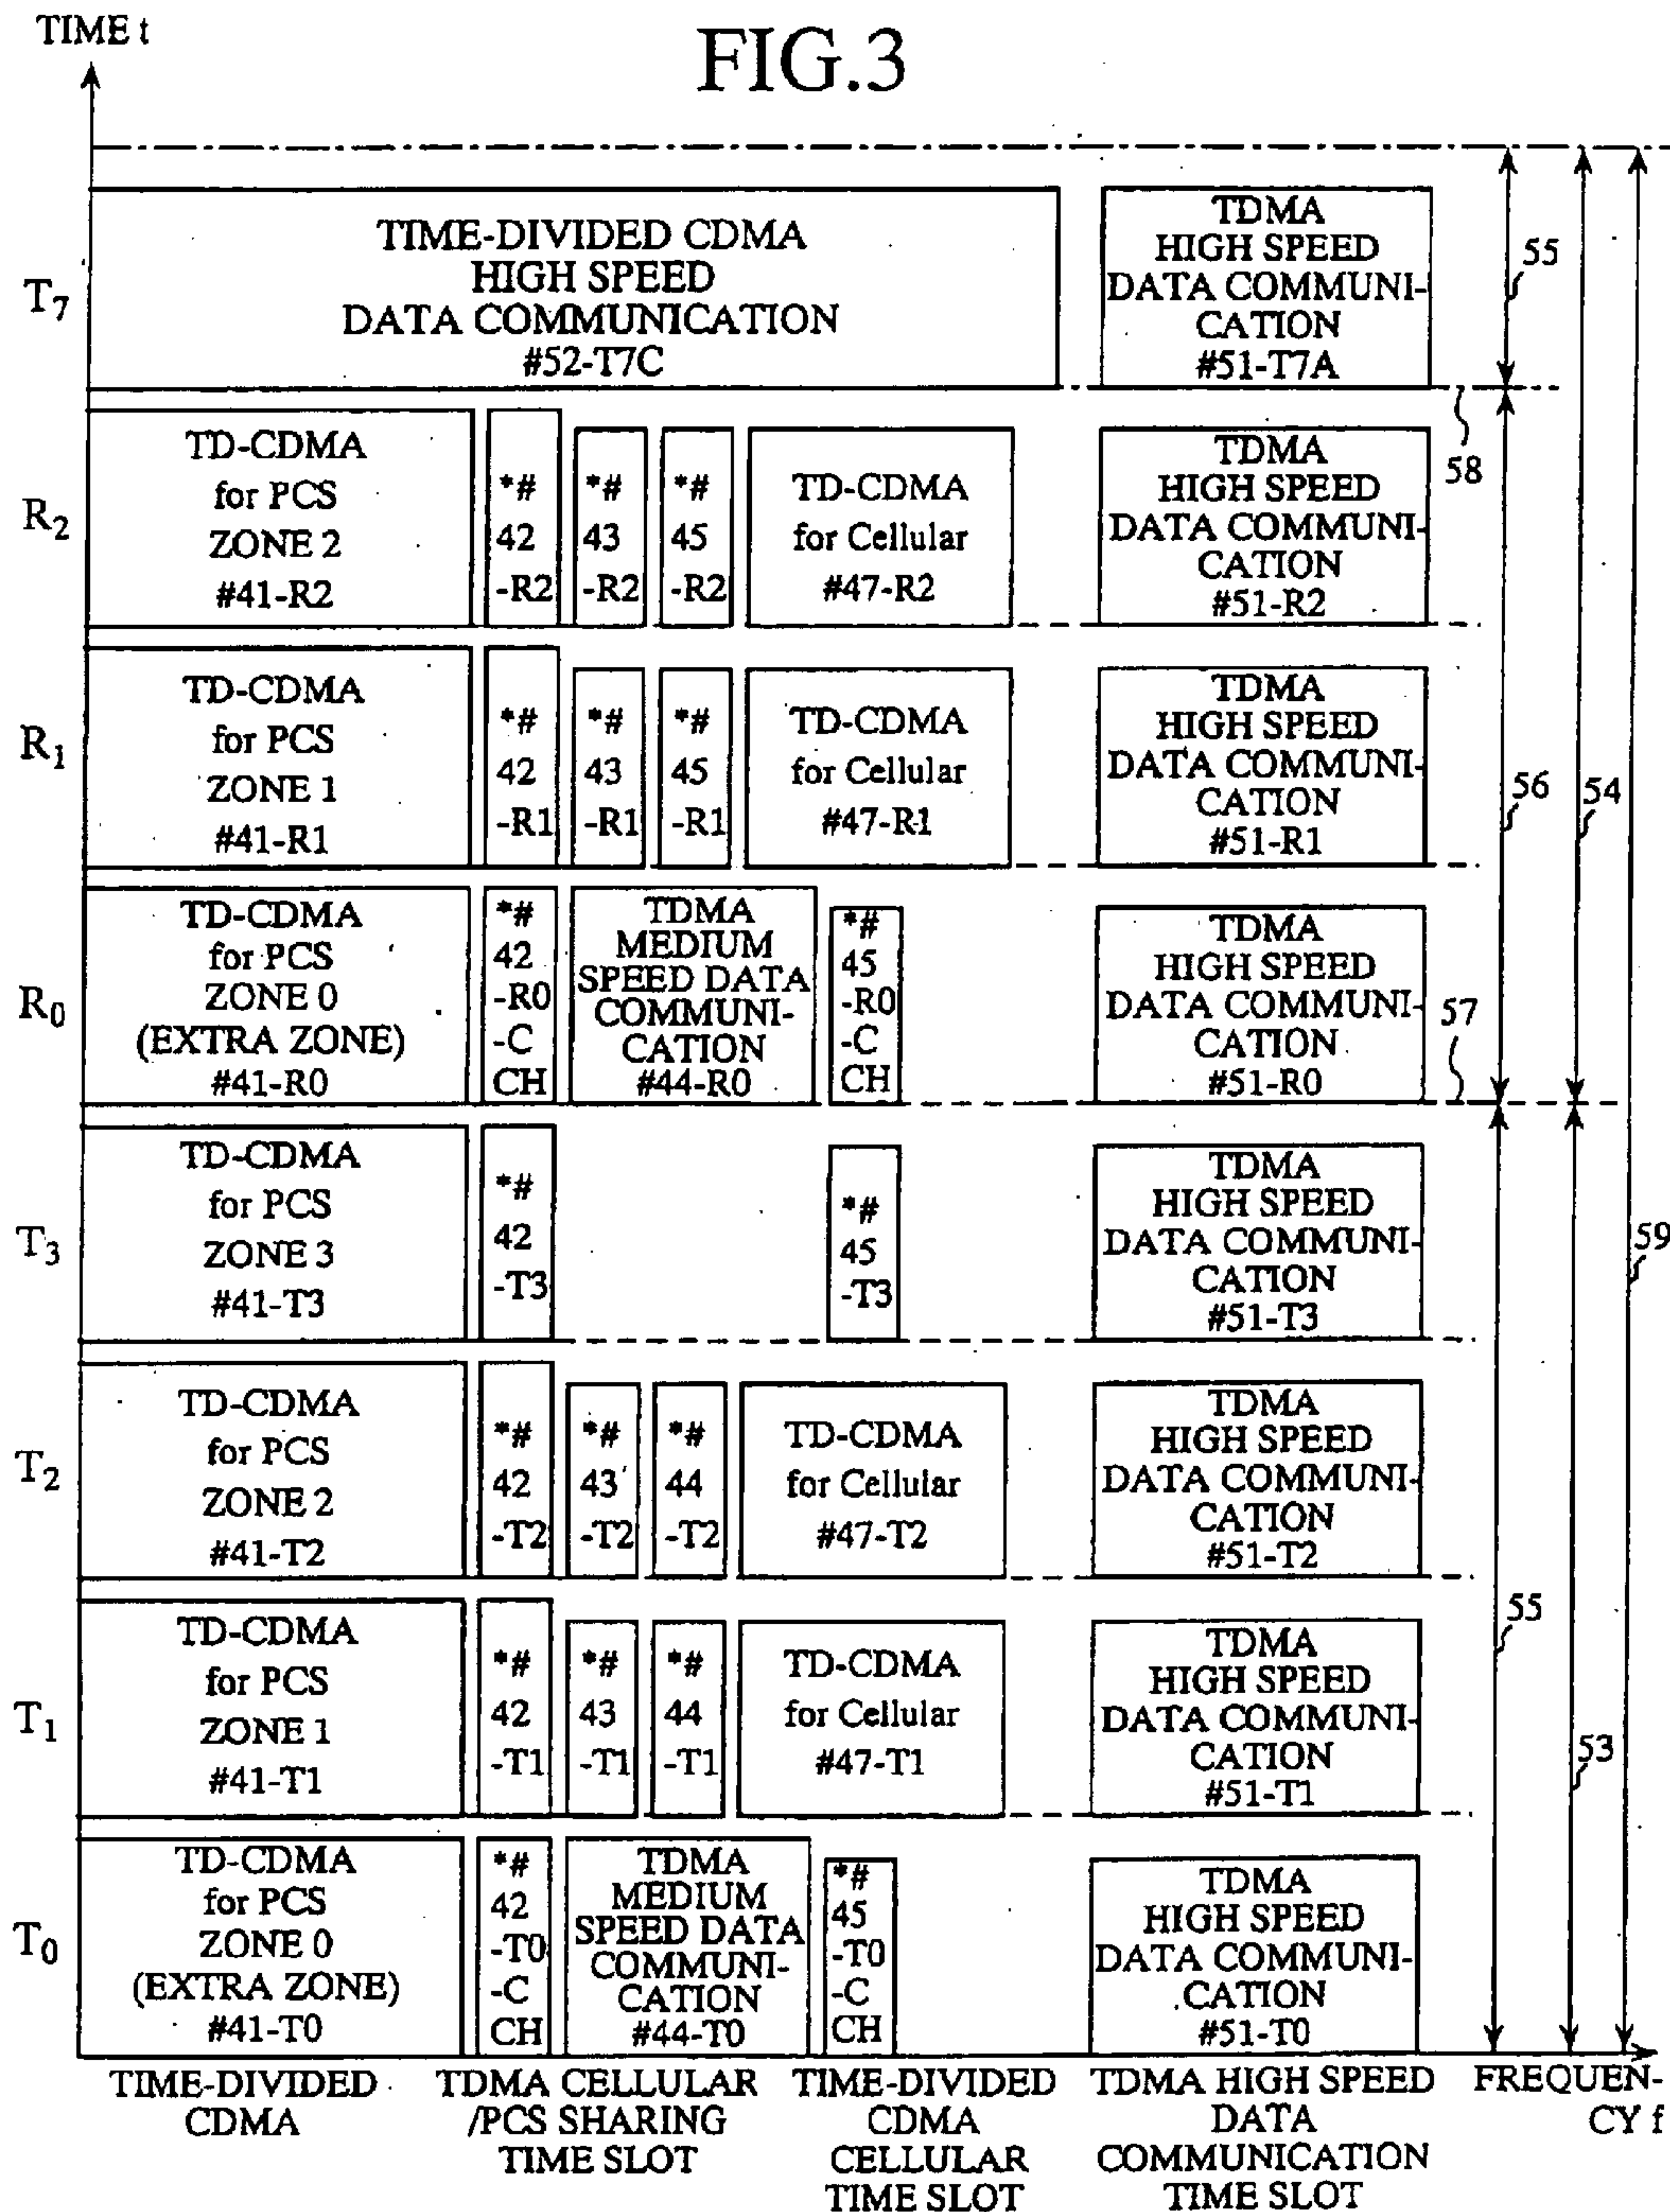 FIG.3
TIME t
T7
TIME-DIVIDED CDMA
HIGH SPEED
DATA COMMUNICATION
#52-T7C
TDMA
HIGH SPEED
DATA COMMUNI-
CATION
#51-T7A
55
58
R2
TD-CDMA
for PCS
ZONE 2
#41-R2
*#
42
-R2
*#
43
-R2
*#
45
-R2
TD-CDMA
for Cellular
#47-R2
TDMA
HIGH SPEED
DATA COMMUNI-
CATION
#51-R2
R1
TD-CDMA
for PCS
ZONE 1
#41-R1
*#
42
-R1
*#
43
-R1
*#
45
-R1
TD-CDMA
for Cellular
#47-R1
TDMA
HIGH SPEED
DATA COMMUNI-
CATION
#51-R1
56
54
R0
TD-CDMA
for PCS
ZONE 0
(EXTRA ZONE)
#41-R0
*#
42
-R0
-C
CH
TDMA
MEDIUM
SPEED DATA
COMMUNI-
CATION
#44-R0
*#
45
-R0
-C
CH
TDMA
HIGH SPEED
DATA COMMUNI-
CATION
#51-R0
57
T3
TD-CDMA
for PCS
ZONE 3
#41-T3
*#
42
-T3
*#
45
-T3
TDMA
HIGH SPEED
DATA COMMUNI-
CATION
#51-T3
59
T2
TD-CDMA
for PCS
ZONE 2
#41-T2
*#
42
-T2
*#
43
-T2
*#
44
-T2
TD-CDMA
for Cellular
#47-T2
TDMA
HIGH SPEED
DATA COMMUNI-
CATION
#51-T2
55
T1
TD-CDMA
for PCS
ZONE 1
#41-T1
*#
42
-T1
*#
43
-T1
*#
44
-T1
TD-CDMA
for Cellular
#47-T1
TDMA
HIGH SPEED
DATA COMMUNI-
CATION
#51-T1
53
T0
TD-CDMA
for PCS
ZONE 0
(EXTRA ZONE)
#41-T0
*#
42
-T0
-C
CH
TDMA
MEDIUM
SPEED DATA
COMMUNI-
CATION
#44-T0
*#
45
-T0
-C
CH
TDMA
HIGH SPEED
DATA COMMUNI-
CATION
#51-T0
TIME-DIVIDED
CDMA
TDMA CELLULAR
/PCS SHARING
TIME SLOT
TIME-DIVIDED
CDMA
CELLULAR
TIME SLOT
TDMA HIGH SPEED
DATA
COMMUNICATION
TIME SLOT
FREQUEN-
CY f